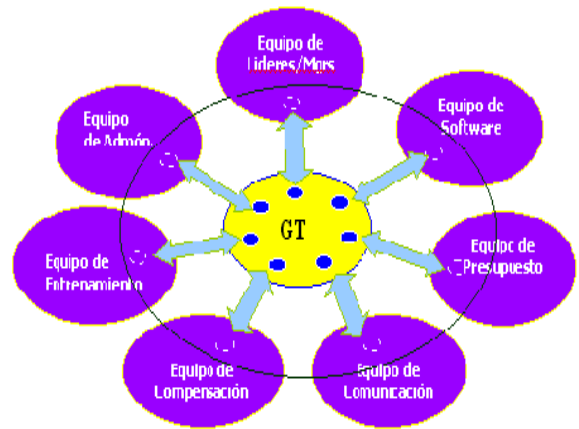 Equipo de
Líderes/Mgrs
Equipo de
Software
Equipo
de Admón.
GT
Equipo de
Presupuesto
Equipo de
Entrenamiento
Equipo de
Compensación
Equipo de
Comunicación